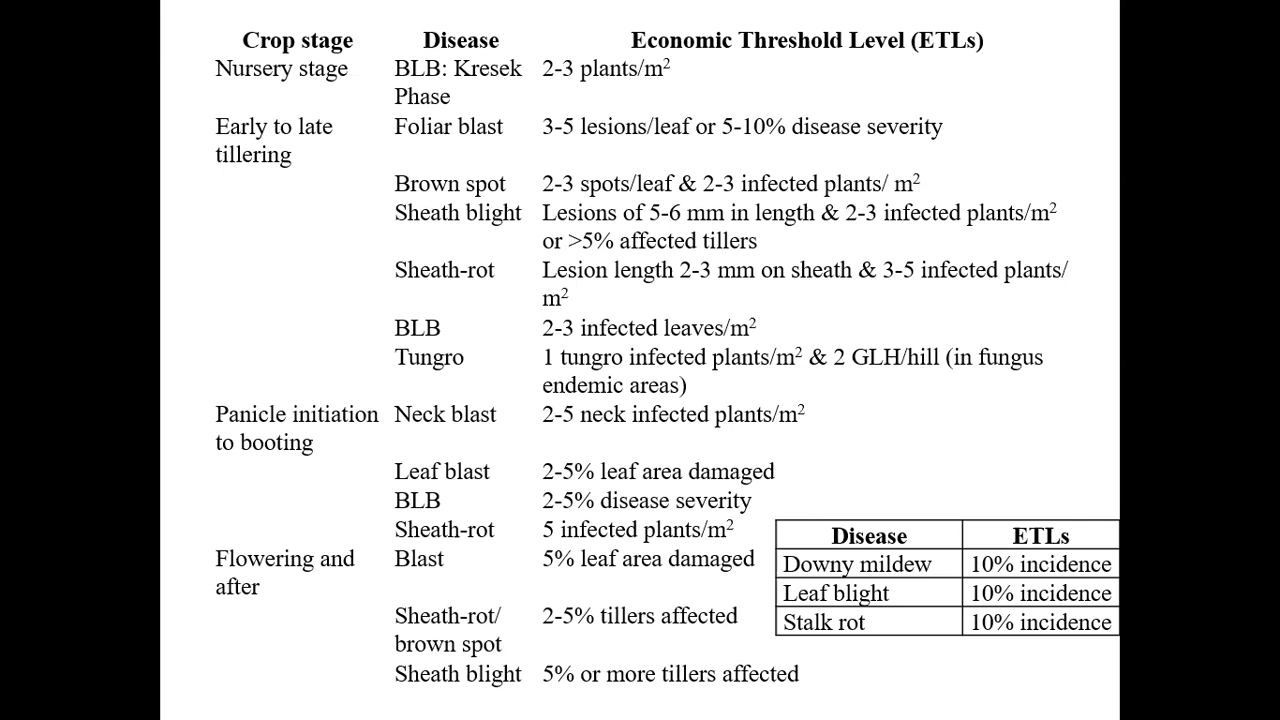 Crop stage Disease Economic Threshold Level (ETLs)
Nursery stage BLB: Kresek 2-3 plants/m²
Phase
Early to late Foliar blast 3-5 lesions/leaf or 5-10% disease severity
tillering
Brown spot 2-3 spots/leaf & 2-3 infected plants/ m²
Sheath blight Lesions of 5-6 mm in length & 2-3 infected plants/m²
or >5% affected tillers
Sheath-rot Lesion length 2-3 mm on sheath & 3-5 infected plants/
m²
BLB 2-3 infected leaves/m²
Tungro 1 tungro infected plants/m² & 2 GLH/hill (in fungus
endemic areas)
Panicle initiation Neck blast 2-5 neck infected plants/m²
to booting
Leaf blast 2-5% leaf area damaged
BLB 2-5% disease severity
Sheath-rot 5 infected plants/m²
Flowering and Blast 5% leaf area damaged
after
Sheath-rot/ 2-5% tillers affected
brown spot
Sheath blight 5% or more tillers affected
Disease ETLs
Downy mildew 10% incidence
Leaf blight 10% incidence
Stalk rot 10% incidence